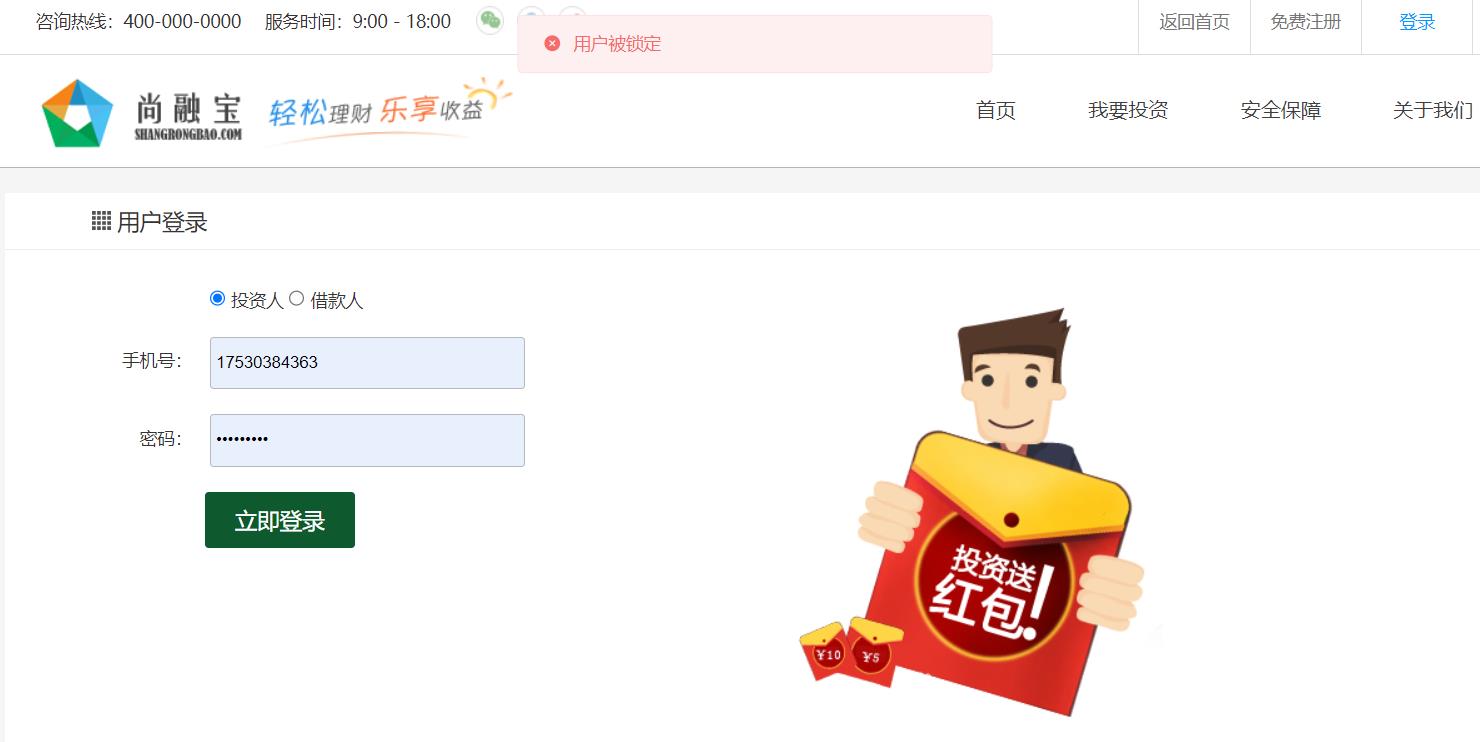 咨询热线：400-000-0000 服务时间：9:00 - 18:00
用户被锁定
返回首页 免费注册 登录
尚融宝
SHANGRONGBAO.COM
轻松理财 乐享收益
首页 我要投资 安全保障 关于我们
用户登录
投资人 借款人
手机号： 17530384363
密码： •••••••••
立即登录
投资送
红包!
¥10 ¥5